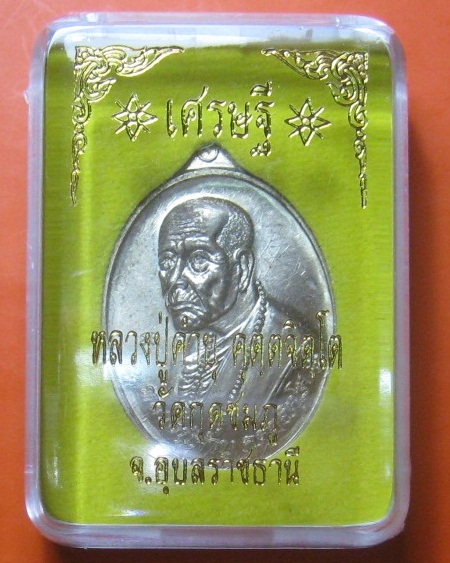 เศรษฐี
หลวงปู่คำบุ คุตฺตจิตฺโต
วัดกุดชมภู
จ.อุบลราชธานี